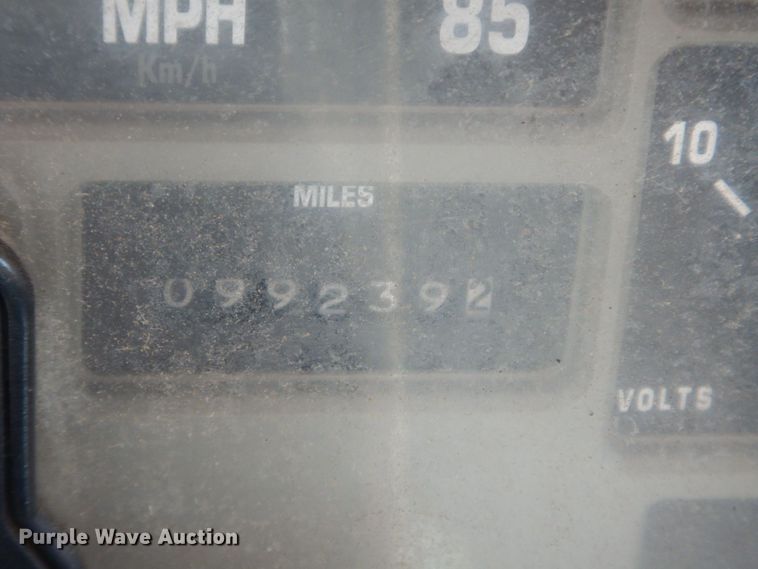 MPH
Km/h
85
10
MILES
0992392
VOLTS
Purple Wave Auction